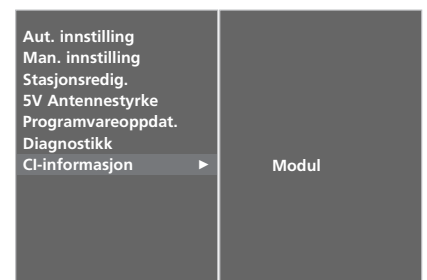 Aut. innstilling
Man. innstilling
Stasjonsredig.
5V Antennestyrke
Programvareoppdat.
Diagnostikk
CI-informasjon ►
Modul